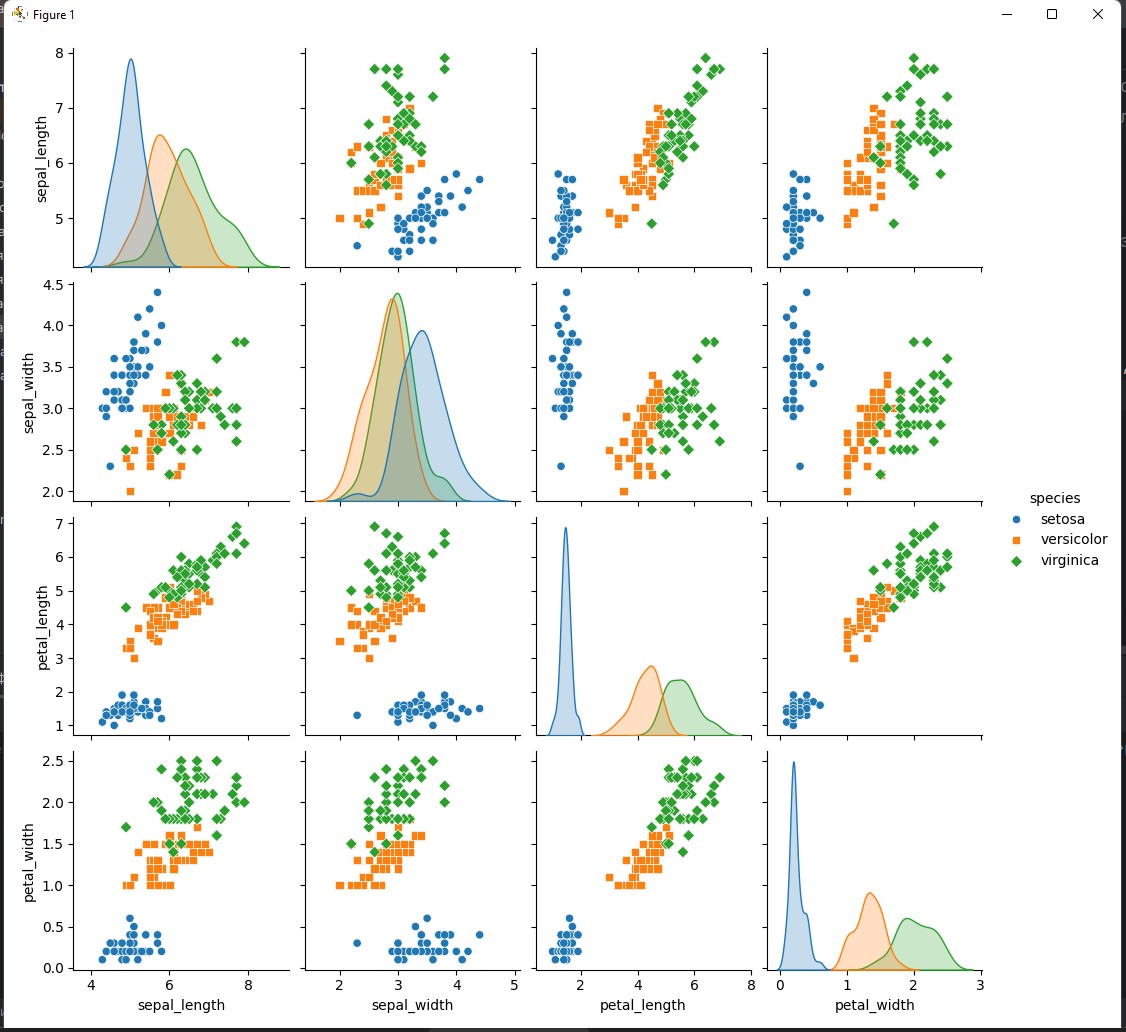 Figure 1
8
7
6
5
sepal_length
4.5
4.0
3.5
3.0
2.5
2.0
sepal_width
7
6
5
4
3
2
1
petal_length
2.5
2.0
1.5
1.0
0.5
0.0
petal_width
4 6 8
sepal_length
2 3 4 5
sepal_width
2 4 6 8
petal_length
0 1 2 3
petal_width
species
setosa
versicolor
virginica